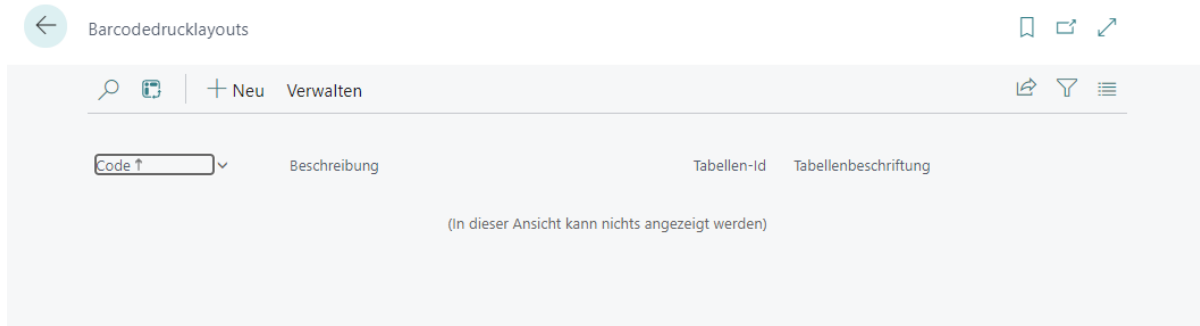 Barcodedrucklayouts
Neu Verwalten
Code ↑ Beschreibung Tabellen-Id Tabellenbeschriftung
(In dieser Ansicht kann nichts angezeigt werden)